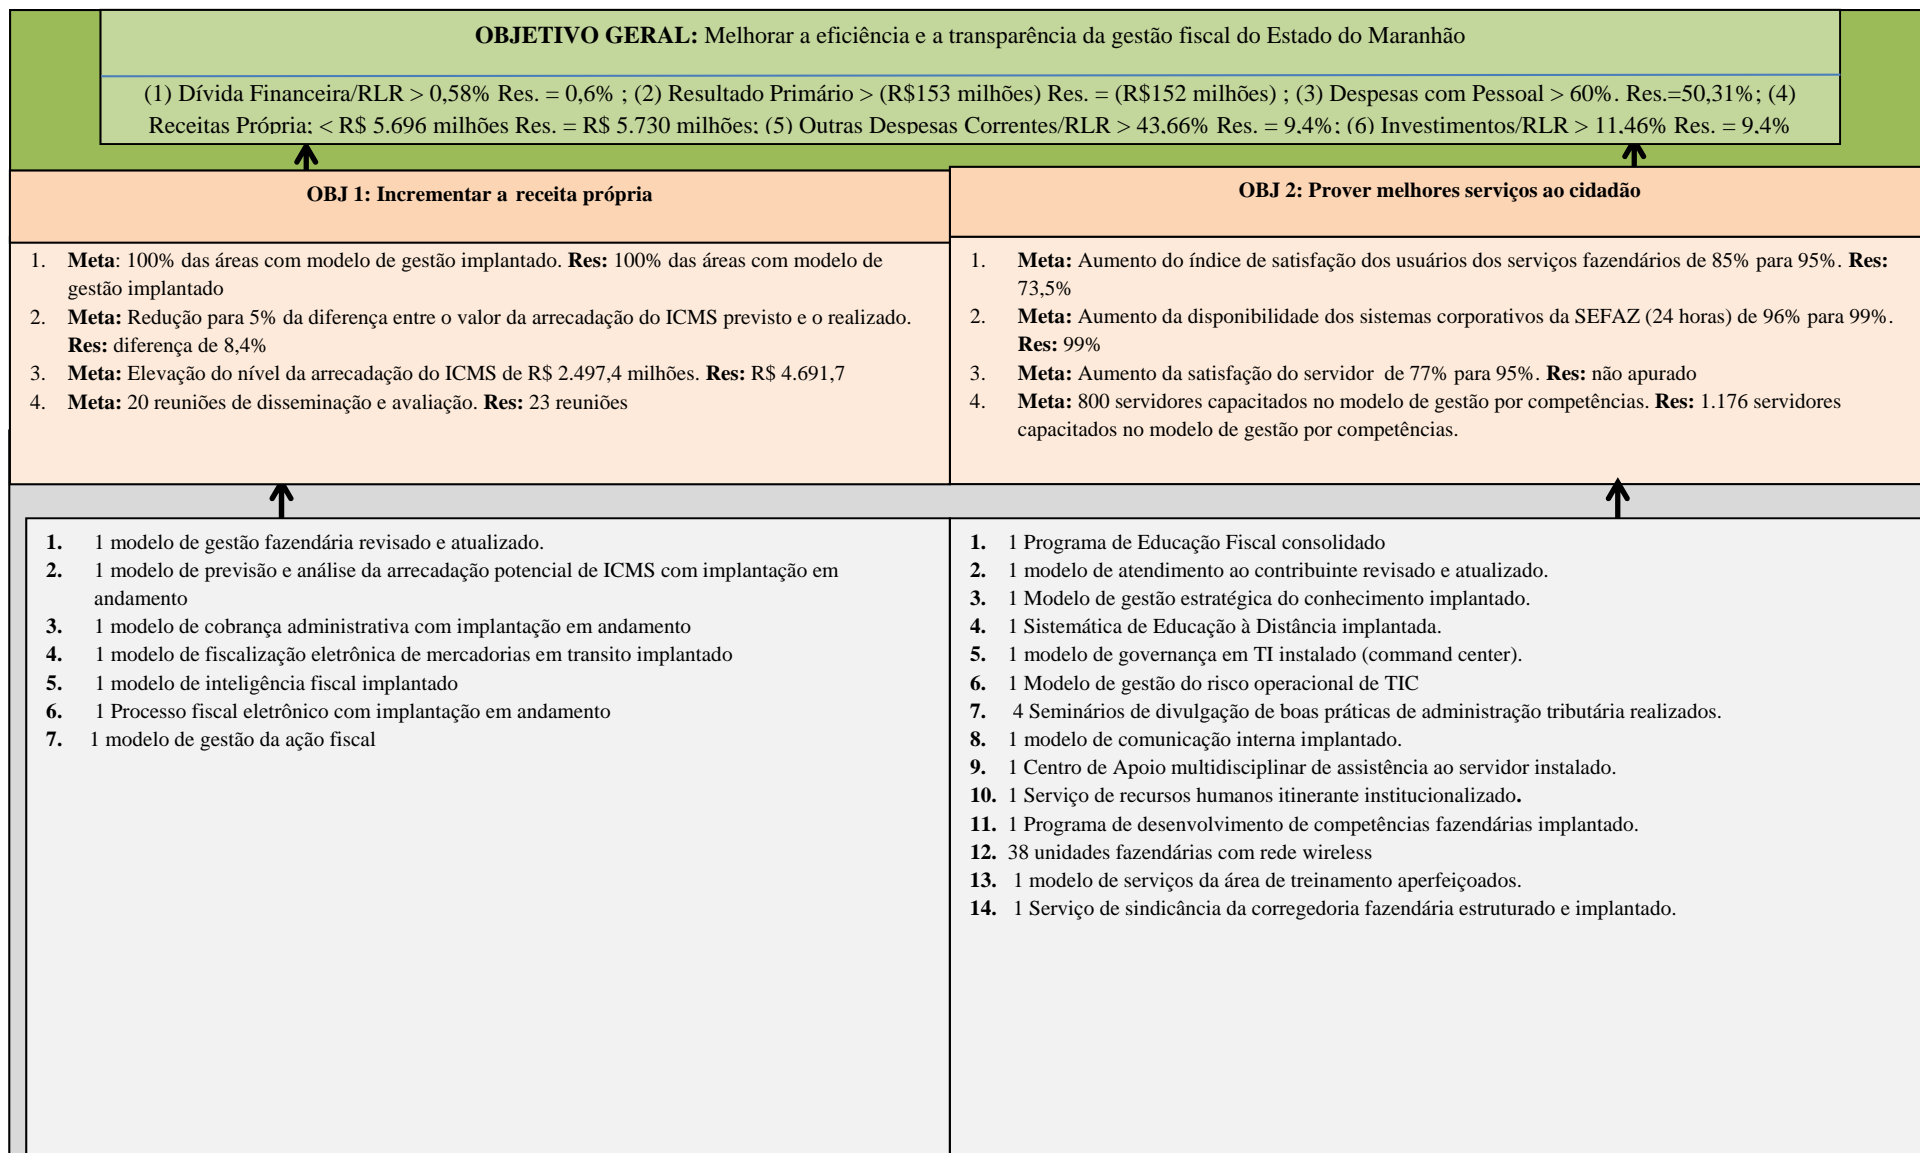 OBJETIVO GERAL: Melhorar a eficiência e a transparência da gestão fiscal do Estado do Maranhão
(1) Dívida Financeira/RLR > 0,58% Res. = 0,6% ; (2) Resultado Primário > (R$153 milhões) Res. = (R$152 milhões) ; (3) Despesas com Pessoal > 60%. Res.=50,31%; (4)
Receitas Própria: < R$ 5.696 milhões Res. = R$ 5.730 milhões; (5) Outras Despesas Correntes/RLR > 43,66% Res. = 9,4%; (6) Investimentos/RLR > 11,46% Res. = 9,4%
OBJ 1: Incrementar a receita própria
1. Meta: 100% das áreas com modelo de gestão implantado. Res: 100% das áreas com modelo de
gestão implantado
2. Meta: Redução para 5% da diferença entre o valor da arrecadação do ICMS previsto e o realizado.
Res: diferença de 8,4%
3. Meta: Elevação do nível da arrecadação do ICMS de R$ 2.497,4 milhões. Res: R$ 4.691,7
4. Meta: 20 reuniões de disseminação e avaliação. Res: 23 reuniões
OBJ 2: Prover melhores serviços ao cidadão
1. Meta: Aumento do índice de satisfação dos usuários dos serviços fazendários de 85% para 95%. Res:
73,5%
2. Meta: Aumento da disponibilidade dos sistemas corporativos da SEFAZ (24 horas) de 96% para 99%.
Res: 99%
3. Meta: Aumento da satisfação do servidor de 77% para 95%. Res: não apurado
4. Meta: 800 servidores capacitados no modelo de gestão por competências. Res: 1.176 servidores
capacitados no modelo de gestão por competências.
1. 1 modelo de gestão fazendária revisado e atualizado.
2. 1 modelo de previsão e análise da arrecadação potencial de ICMS com implantação em
andamento
3. 1 modelo de cobrança administrativa com implantação em andamento
4. 1 modelo de fiscalização eletrônica de mercadorias em transito implantado
5. 1 modelo de inteligência fiscal implantado
6. 1 Processo fiscal eletrônico com implantação em andamento
7. 1 modelo de gestão da ação fiscal
1. 1 Programa de Educação Fiscal consolidado
2. 1 modelo de atendimento ao contribuinte revisado e atualizado.
3. 1 Modelo de gestão estratégica do conhecimento implantado.
4. 1 Sistemática de Educação à Distância implantada.
5. 1 modelo de governança em TI instalado (command center).
6. 1 Modelo de gestão do risco operacional de TIC
7. 4 Seminários de divulgação de boas práticas de administração tributária realizados.
8. 1 modelo de comunicação interna implantado.
9. 1 Centro de Apoio multidisciplinar de assistência ao servidor instalado.
10. 1 Serviço de recursos humanos itinerante institucionalizado.
11. 1 Programa de desenvolvimento de competências fazendárias implantado.
12. 38 unidades fazendárias com rede wireless
13. 1 modelo de serviços da área de treinamento aperfeiçoados.
14. 1 Serviço de sindicância da corregedoria fazendária estruturado e implantado.